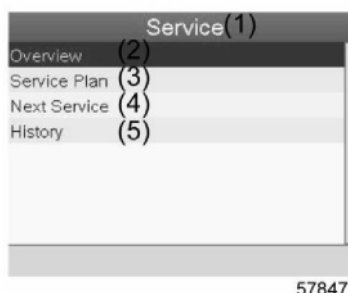 Service(1)
Overview (2)
Service Plan (3)
Next Service (4)
History (5)
57847